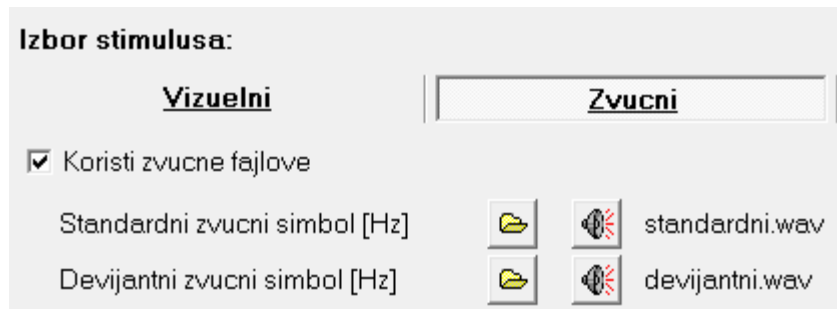 Izbor stimulusa:
Vizuelni Zvucni
Koristi zvucne fajlove
Standardni zvucni simbol [Hz] standardni.wav
Devijantni zvucni simbol [Hz] devijantni.wav